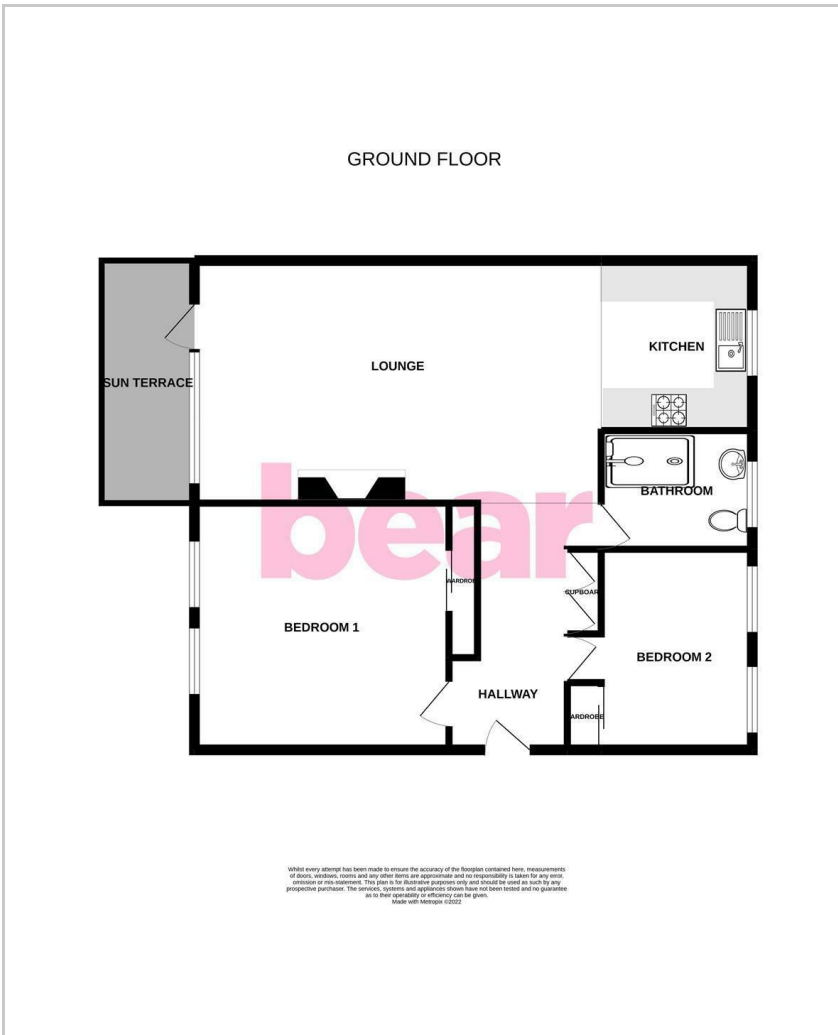 GROUND FLOOR
KITCHEN
LOUNGE
SUN TERRACE
BATHROOM
bear
WARDROBE
CUPBOARD
BEDROOM 1
BEDROOM 2
HALLWAY
WARDROBE
Whilst every attempt has been made to ensure the accuracy of the floorplan contained here, measurements
of doors, windows, rooms and any other items are approximate and no responsibility is taken for any error,
omission or mis-statement. This plan is for illustrative purposes only and should be used as such by any
prospective purchaser. The services, systems and appliances shown have not been tested and no guarantee
as to their operability or efficiency can be given.
Made with Metropix ©2022